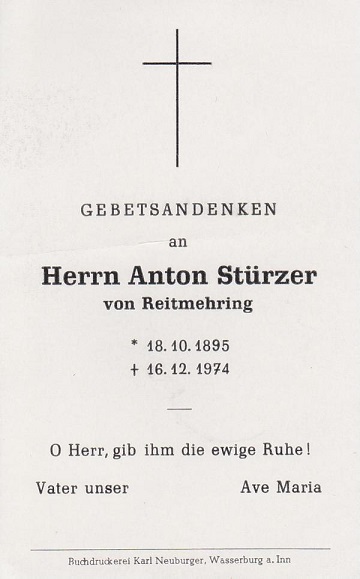 GEBETSANDENKEN
an
Herrn Anton Stürzer
von Reitmehring
* 18.10.1895
† 16.12.1974
O Herr, gib ihm die ewige Ruhe!
Vater unser Ave Maria
Buchdruckerei Karl Neuburger, Wasserburg a. Inn